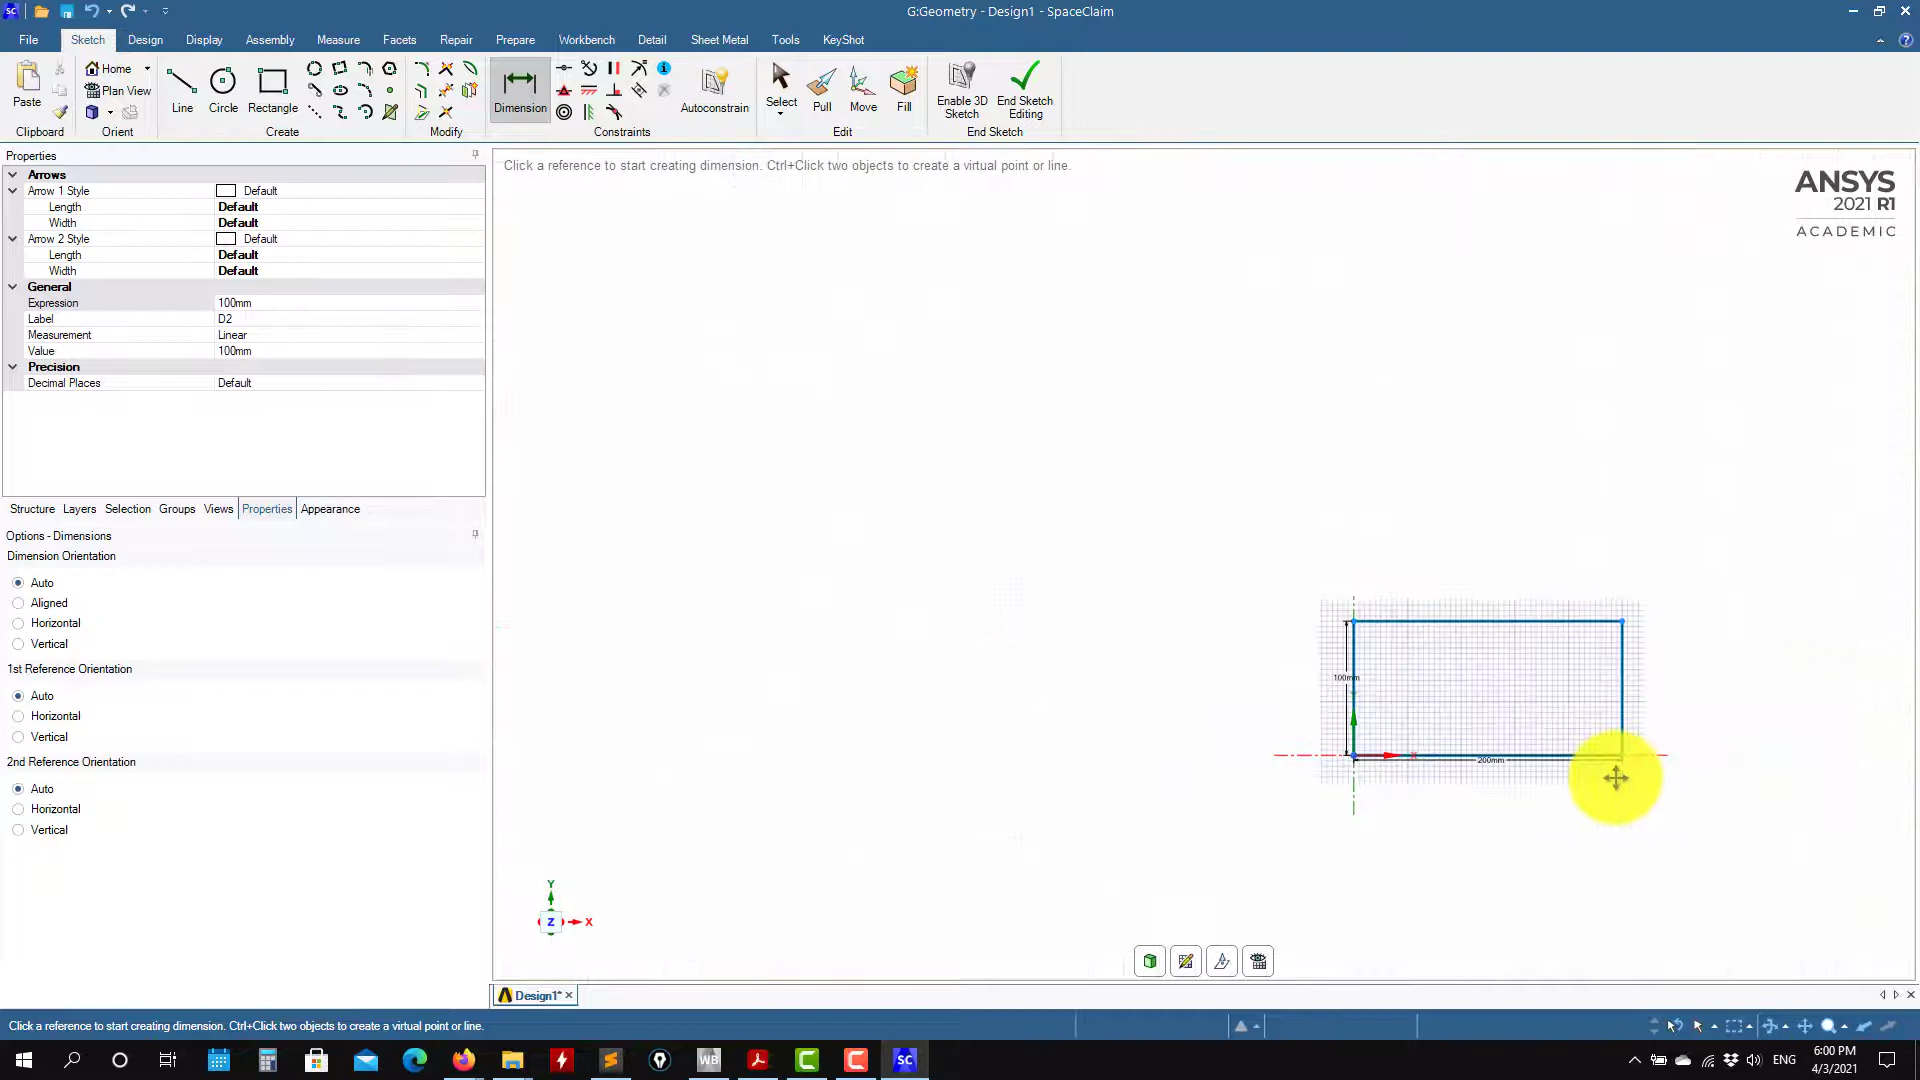 G:Geometry - Design1 - SpaceClaim
File Sketch Design Display Assembly Measure Facets Repair Prepare Workbench Detail Sheet Metal Tools KeyShot
Paste
Home
Plan View
Line Circle Rectangle
Dimension
Autoconstrain
Select Pull Move Fill
Enable 3D Sketch
End Sketch Editing
Clipboard Orient Create Modify Constraints Edit End Sketch
Properties
Arrows
Arrow 1 Style Default
Length Default
Width Default
Arrow 2 Style Default
Length Default
Width Default
General
Expression 100mm
Label D2
Measurement Linear
Value 100mm
Precision
Decimal Places Default
Structure Layers Selection Groups Views Properties Appearance
Options - Dimensions
Dimension Orientation
Auto
Aligned
Horizontal
Vertical
1st Reference Orientation
Auto
Horizontal
Vertical
2nd Reference Orientation
Auto
Horizontal
Vertical
Click a reference to start creating dimension. Ctrl+Click two objects to create a virtual point or line.
ANSYS
2021 R1
ACADEMIC
100mm
200mm
Y
Z X
Design1*
Click a reference to start creating dimension. Ctrl+Click two objects to create a virtual point or line.
WB
SC
ENG
6:00 PM
4/3/2021